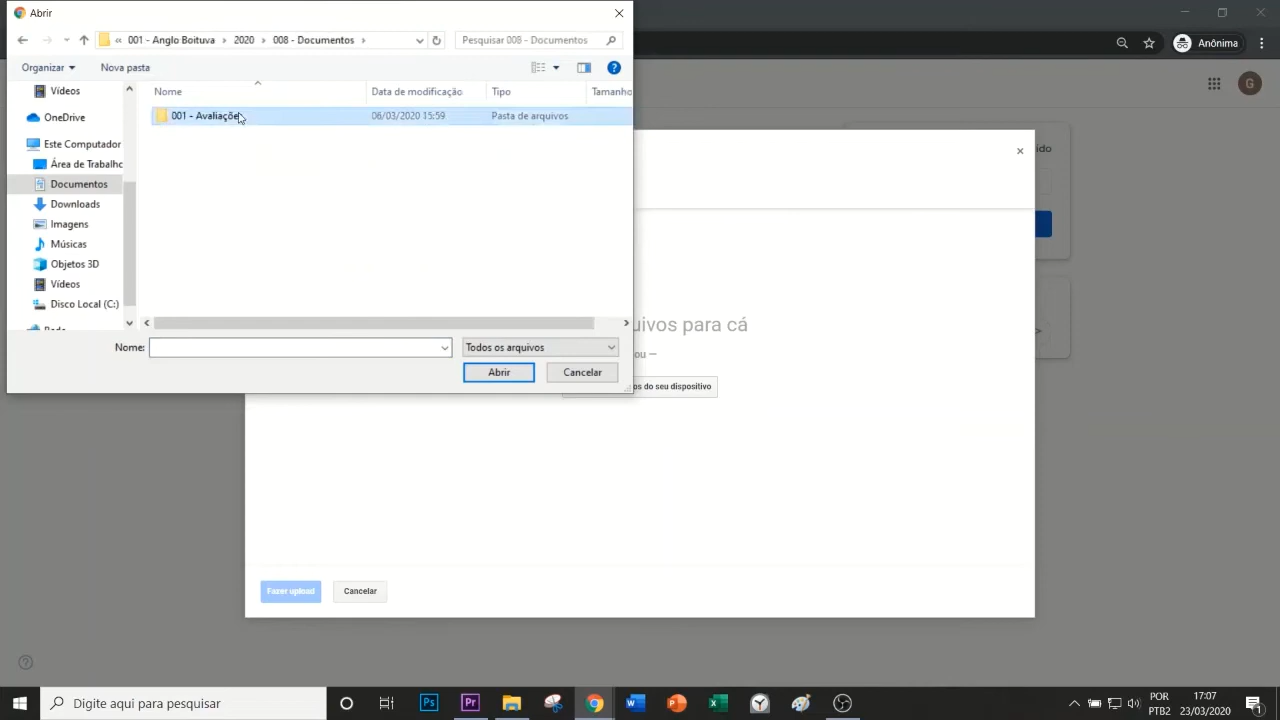 Abrir
« 001 - Anglo Boituva > 2020 > 008 - Documentos >
Pesquisar 008 - Documentos
Anônima
Organizar
Nova pasta
Nome
Data de modificação
Tipo
Tamanho
001 - Avaliações
06/03/2020 15:59
Pasta de arquivos
Vídeos
OneDrive
Este Computador
Área de Trabalho
Documentos
Downloads
Imagens
Músicas
Objetos 3D
Vídeos
Disco Local (C:)
Nome:
Todos os arquivos
Abrir
Cancelar
G
ído
uivos para cá
ou —
os do seu dispositivo
Fazer upload
Cancelar
Digite aqui para pesquisar
Ps
Pr
POR
PTB2
17:07
23/03/2020